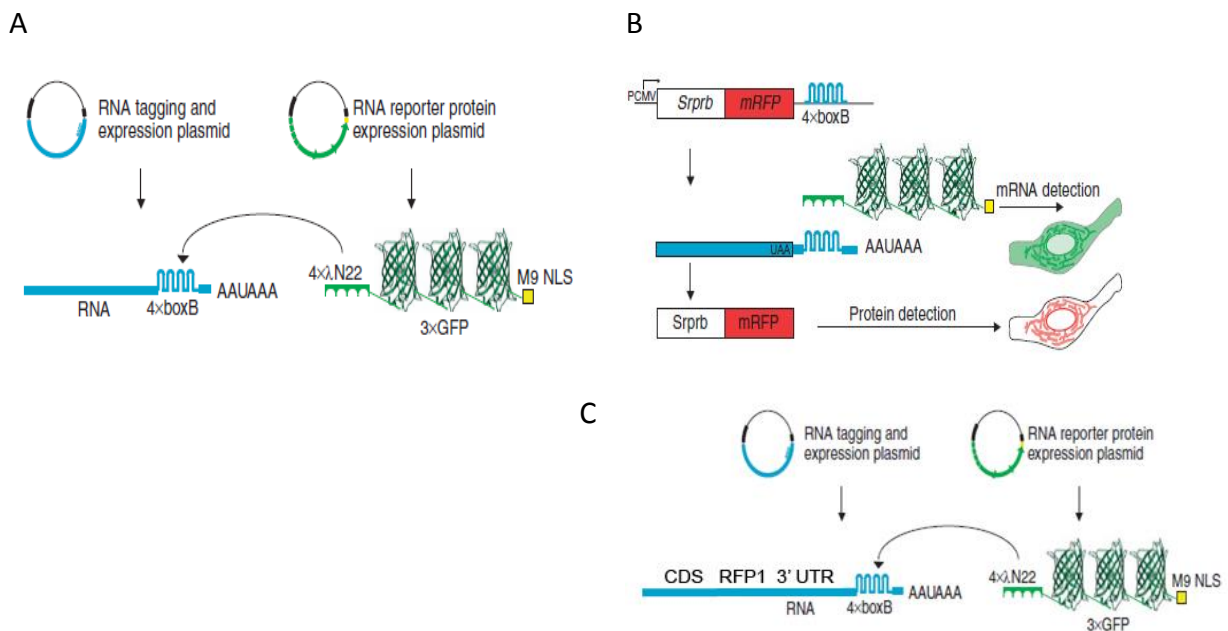 A
RNA tagging and
expression plasmid
RNA reporter protein
expression plasmid
4×λN22
M9 NLS
AAUAAA
RNA
4×boxB
3×GFP
B
PCMV
Srprb
mRFP
4×boxB
mRNA detection
UAA
AAUAAA
Srprb
mRFP
Protein detection
C
RNA tagging and
expression plasmid
RNA reporter protein
expression plasmid
CDS RFP1 3' UTR
4×λN22
M9 NLS
AAUAAA
RNA
4×boxB
3×GFP